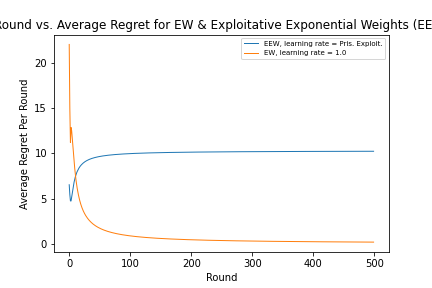 Round vs. Average Regret for EW & Exploitative Exponential Weights (EE
EEW, learning rate = Pris. Exploit.
EW, learning rate = 1.0
Average Regret Per Round
20
15
10
5
0
0 100 200 300 400 500
Round